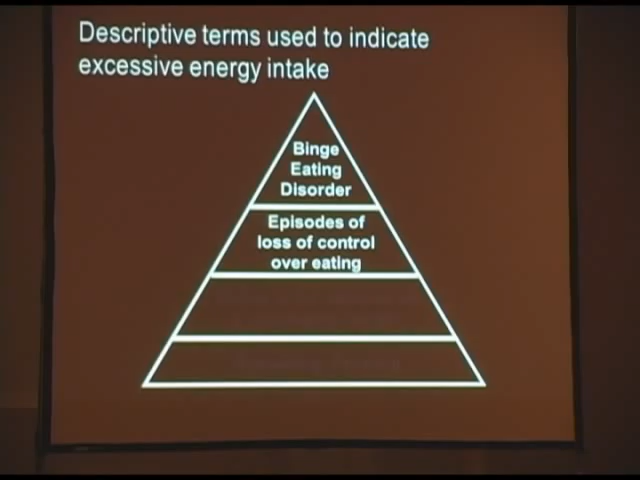 Descriptive terms used to indicate
excessive energy intake
Binge
Eating
Disorder
Episodes of
loss of control
over eating